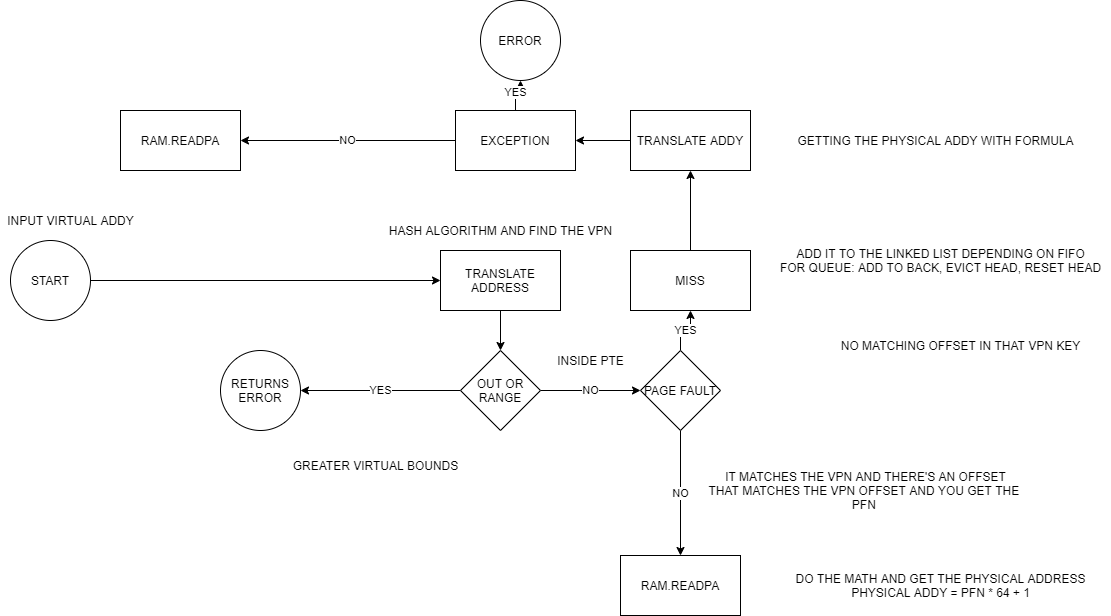 ERROR
YES
RAM.READPA
NO
EXCEPTION
TRANSLATE ADDY
GETTING THE PHYSICAL ADDY WITH FORMULA
INPUT VIRTUAL ADDY
HASH ALGORITHM AND FIND THE VPN
START
TRANSLATE
ADDRESS
MISS
ADD IT TO THE LINKED LIST DEPENDING ON FIFO
FOR QUEUE: ADD TO BACK, EVICT HEAD, RESET HEAD
YES
NO MATCHING OFFSET IN THAT VPN KEY
INSIDE PTE
RETURNS
ERROR
YES
OUT OR
RANGE
NO
PAGE FAULT
GREATER VIRTUAL BOUNDS
NO
IT MATCHES THE VPN AND THERE'S AN OFFSET
THAT MATCHES THE VPN OFFSET AND YOU GET THE
PFN
RAM.READPA
DO THE MATH AND GET THE PHYSICAL ADDRESS
PHYSICAL ADDY = PFN * 64 + 1